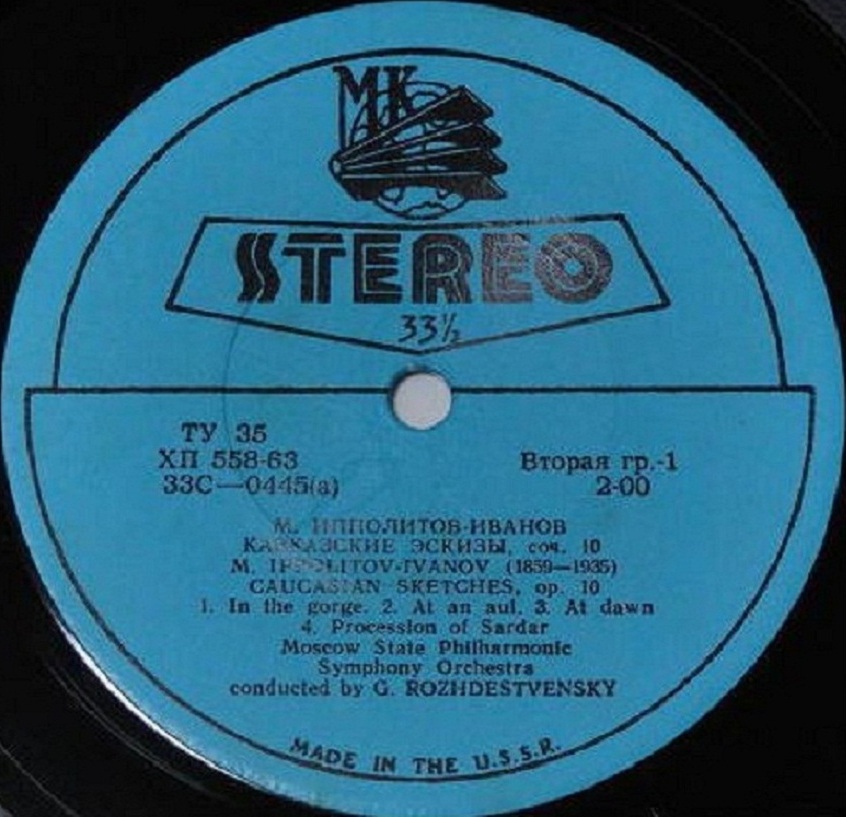 МК
STEREO
33½
ТУ 35
ХП 558-63
33С—0445(а)
Вторая гр.-1
2-00
М. ИППОЛИТОВ-ИВАНОВ
КАВКАЗСКИЕ ЭСКИЗЫ, соч. 10
M. IPPOLITOV-IVANOV (1859—1935)
CAUCASIAN SKETCHES, op. 10
1. In the gorge. 2. At an aul. 3. At dawn
4. Procession of Sardar
Moscow State Philharmonic
Symphony Orchestra
conducted by G. ROZHDESTVENSKY
MADE IN THE U.S.S.R.